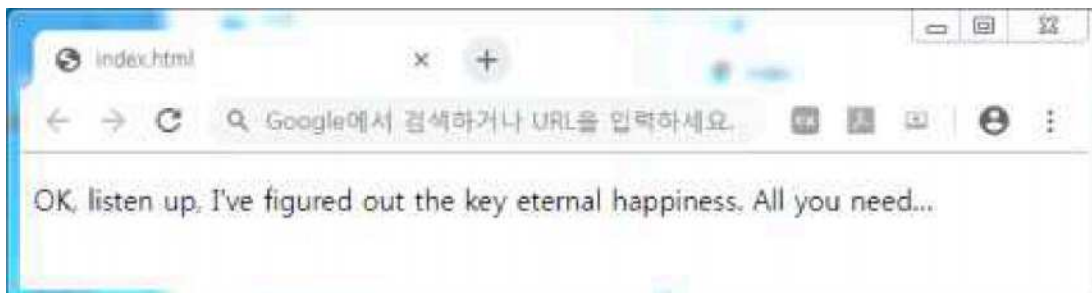 index.html
Google에서 검색하거나 URL을 입력하세요.
OK, listen up, I've figured out the key eternal happiness. All you need...